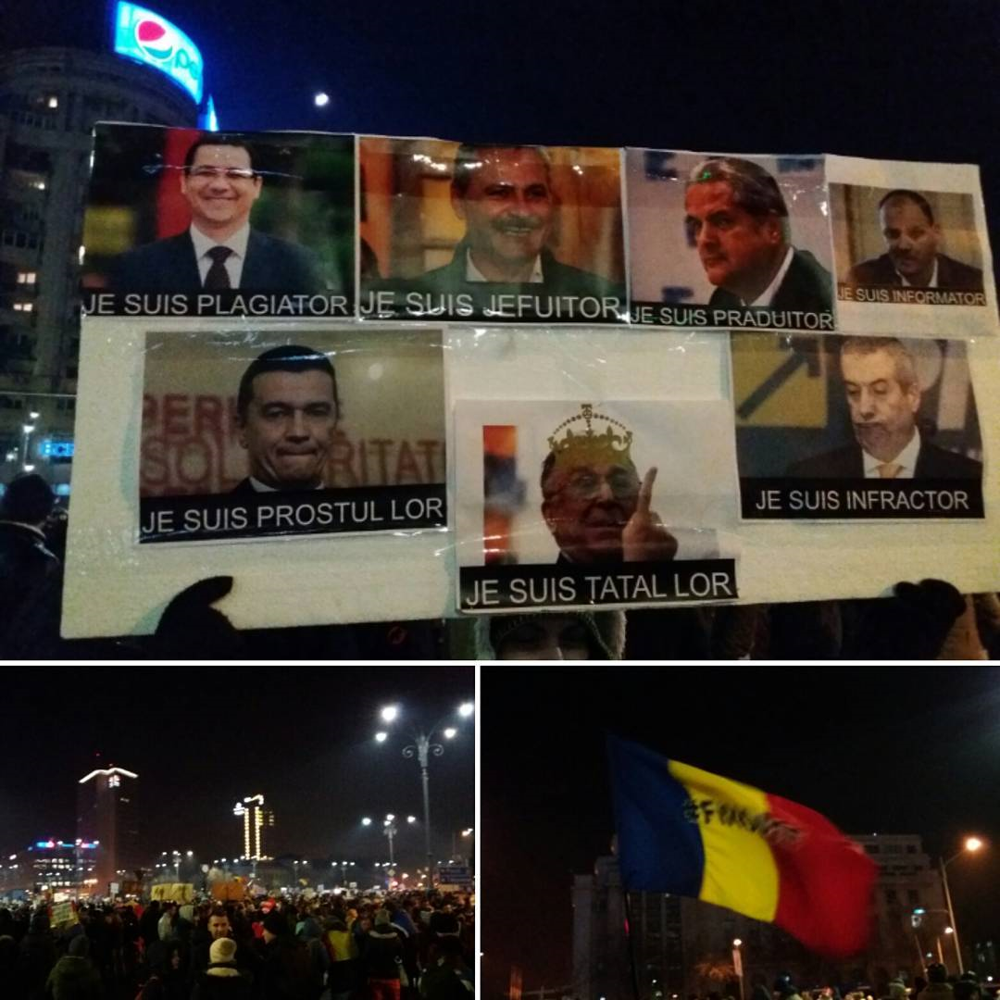 JE SUIS PLAGIATOR
JE SUIS JEFUITOR
JE SUIS PRADUITOR
JE SUIS INFORMATOR
JE SUIS PROSTUL LOR
JE SUIS TATAL LOR
JE SUIS INFRACTOR